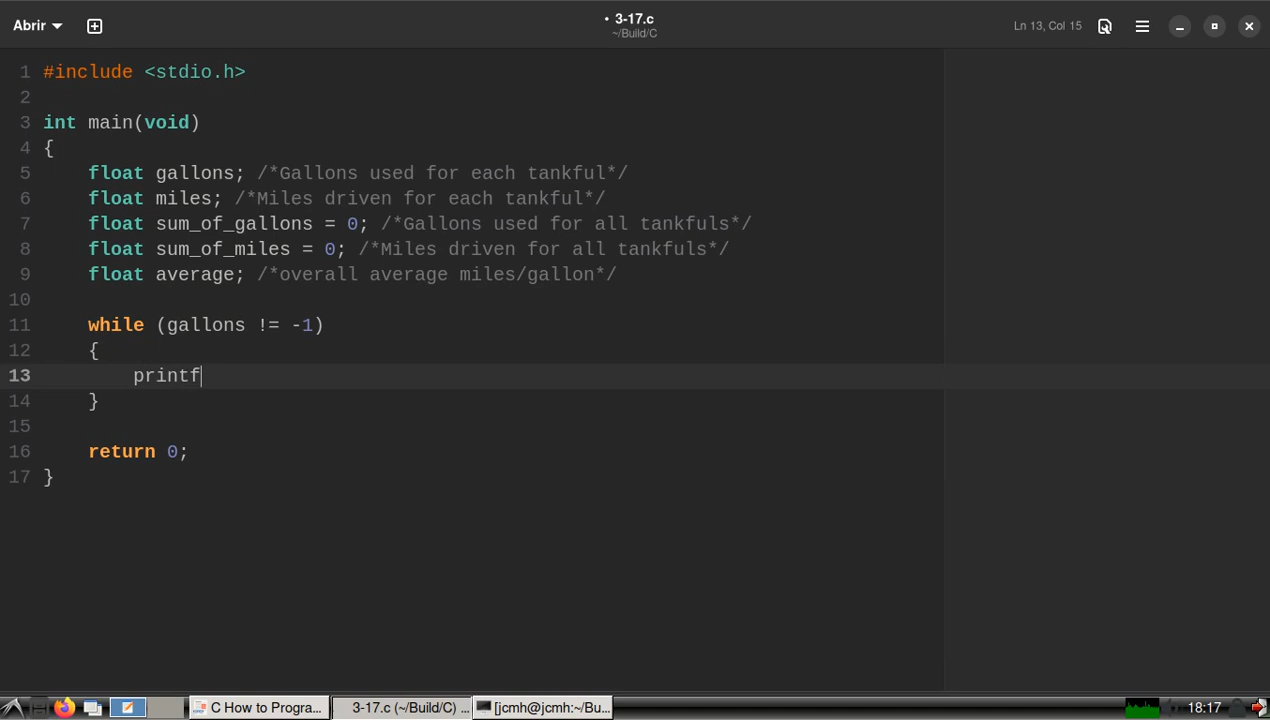 Abrir
• 3-17.c
~/Build/C
Ln 13, Col 15
1 #include <stdio.h>
2
3 int main(void)
4 {
5 float gallons; /*Gallons used for each tankful*/
6 float miles; /*Miles driven for each tankful*/
7 float sum_of_gallons = 0; /*Gallons used for all tankfuls*/
8 float sum_of_miles = 0; /*Miles driven for all tankfuls*/
9 float average; /*overall average miles/gallon*/
10
11 while (gallons != -1)
12 {
13 printf
14 }
15
16 return 0;
17 }
C How to Progra...
3-17.c (~/Build/C) ...
[jcmh@jcmh:~/Bu...
18:17